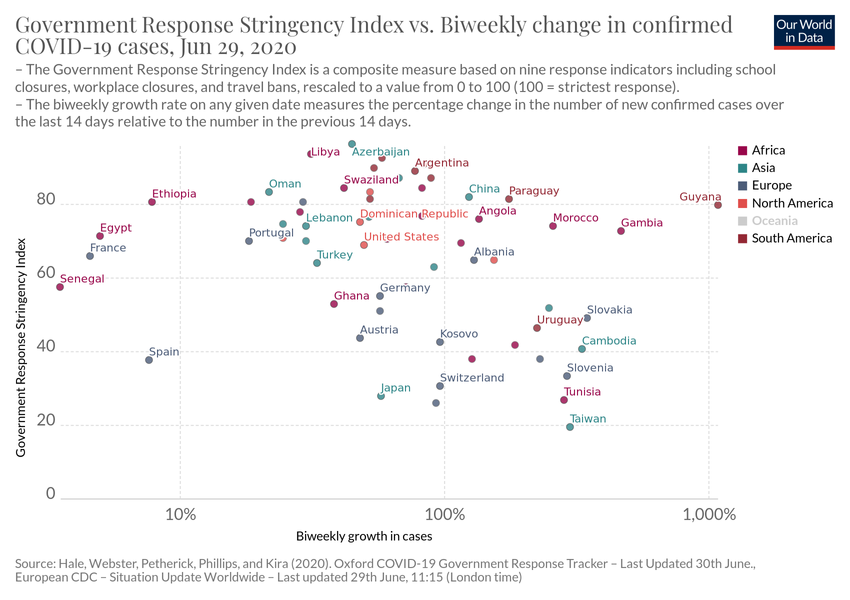 Government Response Stringency Index vs. Biweekly change in confirmed
COVID-19 cases, Jun 29, 2020
Our World
in Data
– The Government Response Stringency Index is a composite measure based on nine response indicators including school
closures, workplace closures, and travel bans, rescaled to a value from 0 to 100 (100 = strictest response).
– The biweekly growth rate on any given date measures the percentage change in the number of new confirmed cases over
the last 14 days relative to the number in the previous 14 days.
Libya
Azerbaijan
Argentina
Oman
Swaziland
Ethiopia
China
Paraguay
Guyana
80
Lebanon
Dominican Republic
Angola
Morocco
Gambia
Egypt
Portugal
United States
France
Turkey
Albania
Senegal
60
Germany
Ghana
Slovakia
Uruguay
Austria
Kosovo
Cambodia
40
Spain
Slovenia
Switzerland
Japan
Tunisia
Taiwan
20
0
Government Response Stringency Index
10%
100%
1,000%
Biweekly growth in cases
Africa
Asia
Europe
North America
Oceania
South America
Source: Hale, Webster, Petherick, Phillips, and Kira (2020). Oxford COVID-19 Government Response Tracker – Last Updated 30th June.,
European CDC – Situation Update Worldwide – Last updated 29th June, 11:15 (London time)